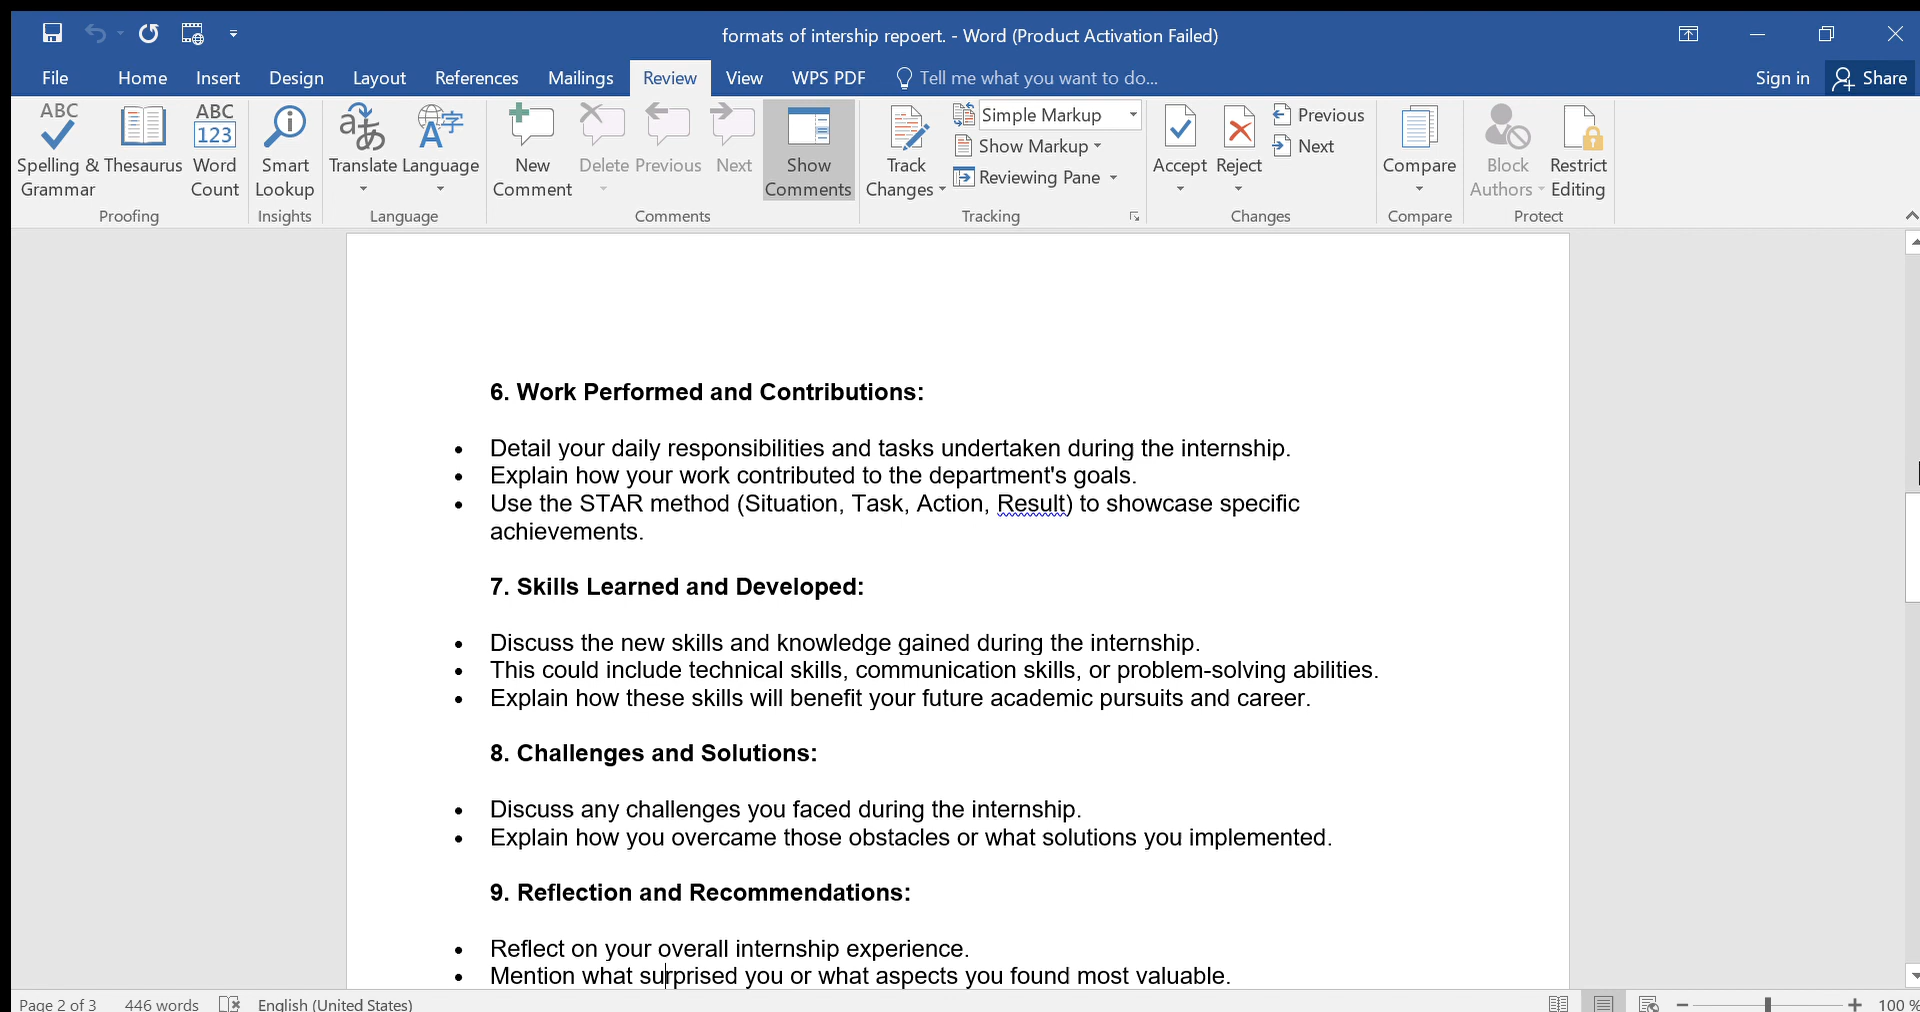 formats of intership repoert. - Word (Product Activation Failed)
File Home Insert Design Layout References Mailings Review View WPS PDF Tell me what you want to do... Sign in Share
ABC ABC 123
Spelling & Grammar Thesaurus Word Count Smart Lookup Translate Language New Comment Delete Previous Next Show Comments Track Changes Simple Markup Show Markup Reviewing Pane Accept Reject Previous Next Compare Block Authors Restrict Editing
Proofing Insights Language Comments Tracking Changes Compare Protect
6. Work Performed and Contributions:
• Detail your daily responsibilities and tasks undertaken during the internship.
• Explain how your work contributed to the department's goals.
• Use the STAR method (Situation, Task, Action, Result) to showcase specific
achievements.
7. Skills Learned and Developed:
• Discuss the new skills and knowledge gained during the internship.
• This could include technical skills, communication skills, or problem-solving abilities.
• Explain how these skills will benefit your future academic pursuits and career.
8. Challenges and Solutions:
• Discuss any challenges you faced during the internship.
• Explain how you overcame those obstacles or what solutions you implemented.
9. Reflection and Recommendations:
• Reflect on your overall internship experience.
• Mention what surprised you or what aspects you found most valuable.
Page 2 of 3 446 words English (United States) 100 %